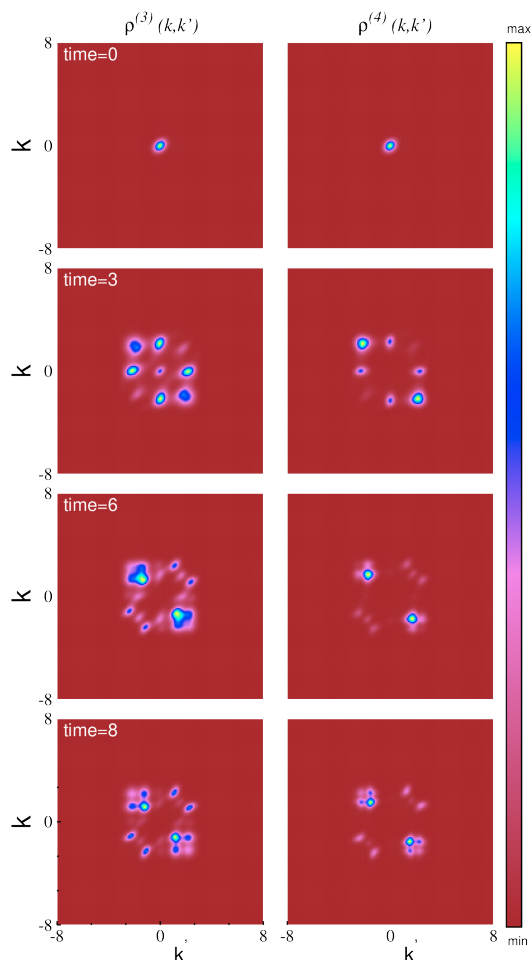 ρ(3) (k,k') ρ(4) (k,k') max
8 time=0
k 0
-8
8 time=3
k 0
-8
8 time=6
k 0
-8
8 time=8
k 0
-8
-8 0 8 -8 0 8 min
k' k'